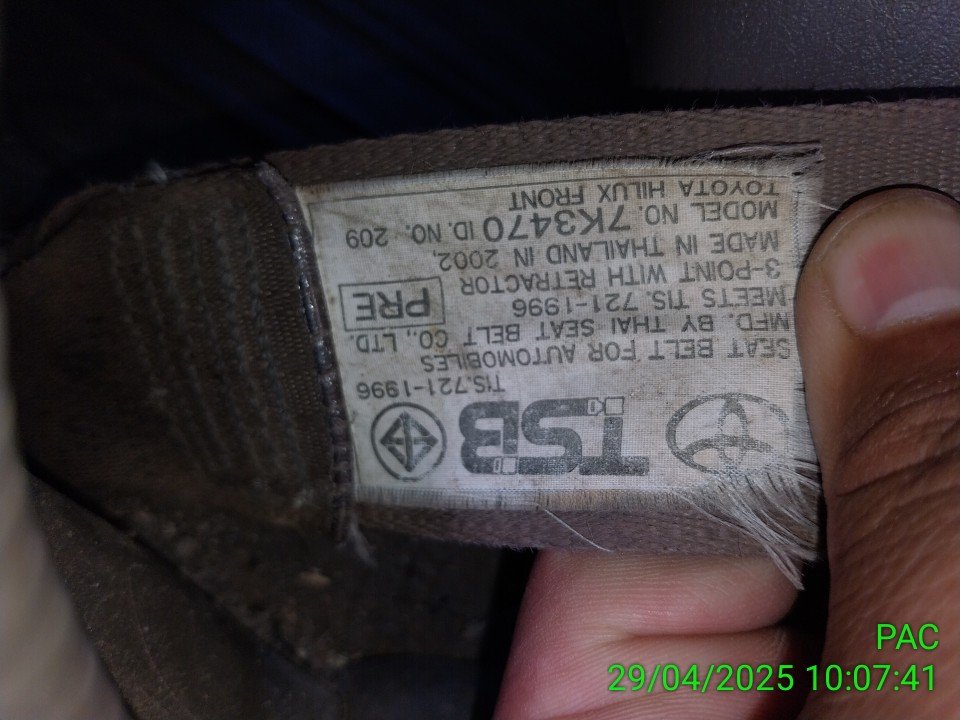 TSB
TIS.721-1996
SEAT BELT FOR AUTOMOBILES
MFD. BY THAI SEAT BELT CO., LTD.
MEETS TIS. 721-1996
3-POINT WITH RETRACTOR
PRE
MADE IN THAILAND IN 2002,
MODEL NO. 7K3470 ID. NO. 209
TOYOTA HILUX FRONT
PAC
29/04/2025 10:07:41